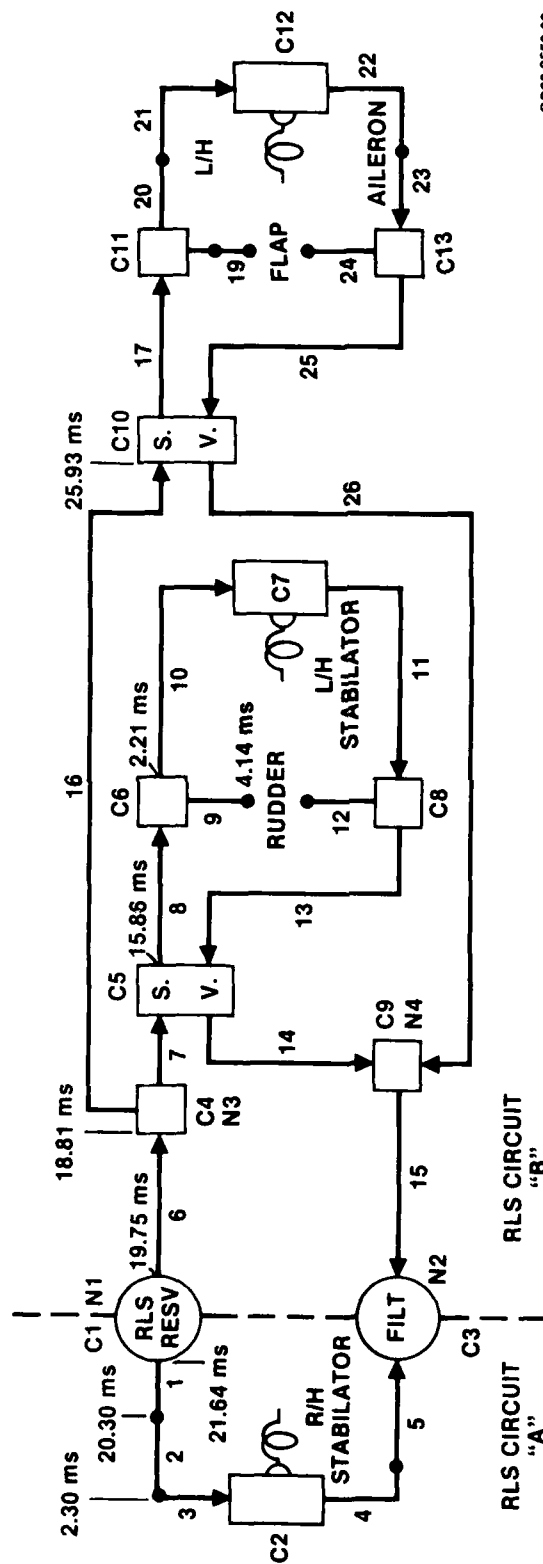 20.30 ms
2.30 ms
1
2
3
21.64 ms
C2
R/H
STABILATOR
4
5
C3
RLS CIRCUIT
"A"
C1 N1
RLS
RESV
FILT
N2
19.75 ms
6
18.81 ms
C4
N3
7
C5
S.
V.
15.86 ms
8
C6
2.21 ms
9
4.14 ms
RUDDER
10
C7
L/H
STABILATOR
11
12
C8
13
14
C9
N4
15
RLS CIRCUIT
"B"
16
25.93 ms
C10
S.
V.
17
C11
19
FLAP
20
21
L/H
C12
22
AILERON
23
24
C13
25
26